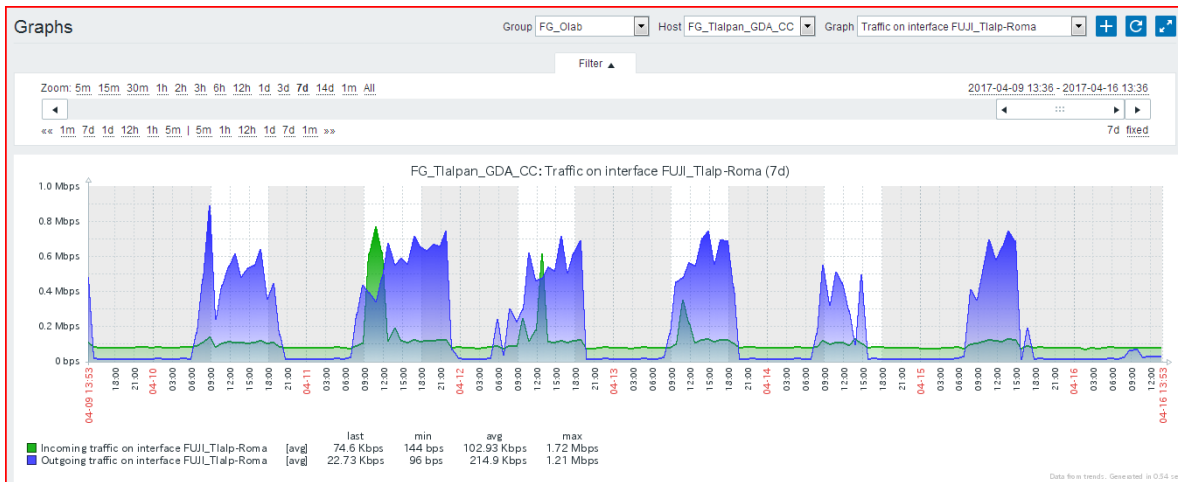 Graphs
Group FG_Olab Host FG_Tlalpan_GDA_CC Graph Traffic on interface FUJI_Tlalp-Roma
Filter ▲
Zoom: 5m 15m 30m 1h 2h 3h 6h 12h 1d 3d 7d 14d 1m All
2017-04-09 13:36 - 2017-04-16 13:36
«« 1m 7d 1d 12h 1h 5m | 5m 1h 12h 1d 7d 1m »»
7d fixed
FG_Tlalpan_GDA_CC: Traffic on interface FUJI_Tlalp-Roma (7d)
1.0 Mbps
0.8 Mbps
0.6 Mbps
0.4 Mbps
0.2 Mbps
0 bps
04-09 13:53 18:00 21:00 04-10 03:00 06:00 09:00 12:00 15:00 18:00 21:00 04-11 03:00 06:00 09:00 12:00 15:00 18:00 21:00 04-12 03:00 06:00 09:00 12:00 15:00 18:00 21:00 04-13 03:00 06:00 09:00 12:00 15:00 18:00 21:00 04-14 03:00 06:00 09:00 12:00 15:00 18:00 21:00 04-15 03:00 06:00 09:00 12:00 15:00 18:00 21:00 04-16 03:00 06:00 09:00 12:00 04-16 13:53
last min avg max
Incoming traffic on interface FUJI_Tlalp-Roma [avg] 74.6 Kbps 144 bps 102.93 Kbps 1.72 Mbps
Outgoing traffic on interface FUJI_Tlalp-Roma [avg] 22.73 Kbps 96 bps 214.9 Kbps 1.21 Mbps
Data from trends. Generated in 0.34 se